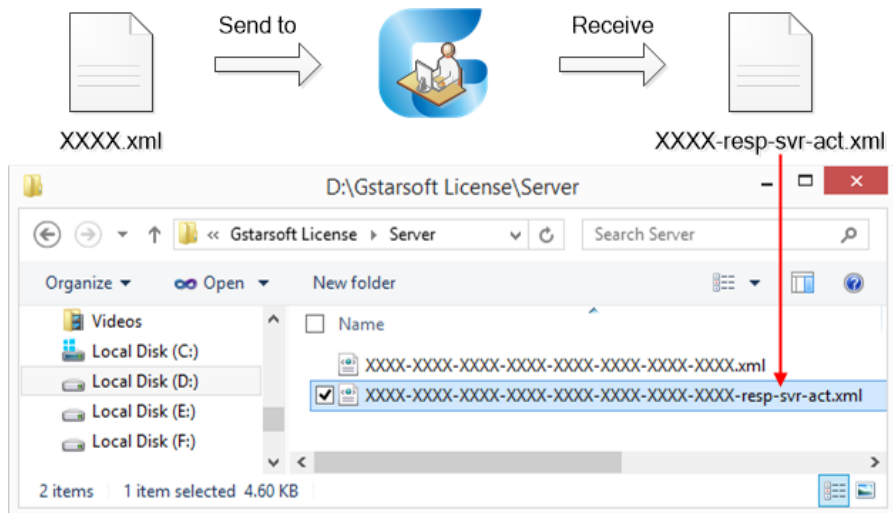 Send to
Receive
XXXX.xml
XXXX-resp-svr-act.xml
D:\Gstarsoft License\Server
« Gstarsoft License Server
Search Server
Organize Open New folder
Videos
Local Disk (C:)
Local Disk (D:)
Local Disk (E:)
Local Disk (F:)
Name
XXXX-XXXX-XXXX-XXXX-XXXX-XXXX-XXXX-XXXX.xml
XXXX-XXXX-XXXX-XXXX-XXXX-XXXX-XXXX-XXXX-resp-svr-act.xml
2 items 1 item selected 4.60 KB